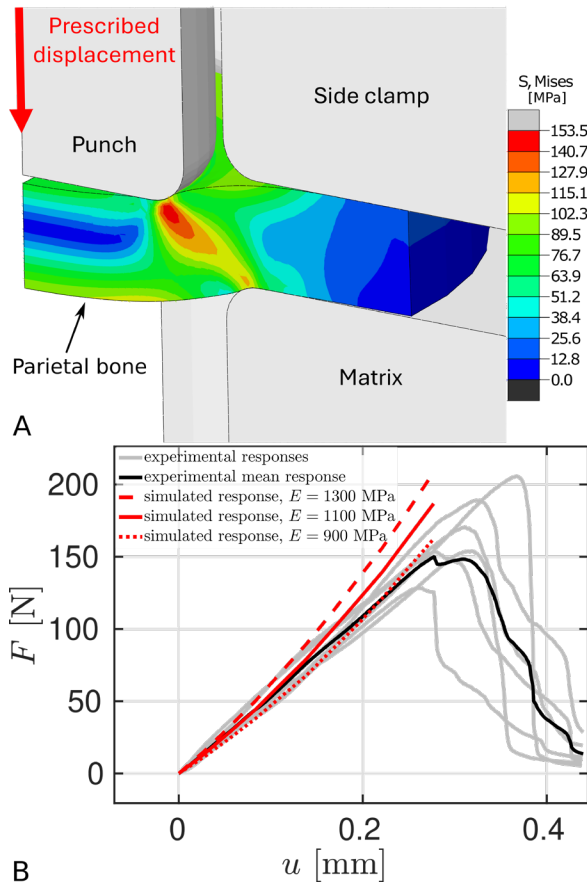 Prescribed
displacement
Punch
Side clamp
S, Mises
[MPa]
153.5
140.7
127.9
115.1
102.3
89.5
76.7
63.9
51.2
38.4
25.6
12.8
0.0
Parietal bone
Matrix
A
experimental responses
experimental mean response
simulated response, E = 1300 MPa
simulated response, E = 1100 MPa
simulated response, E = 900 MPa
200
150
100
50
0
F [N]
0
0.2
0.4
u [mm]
B